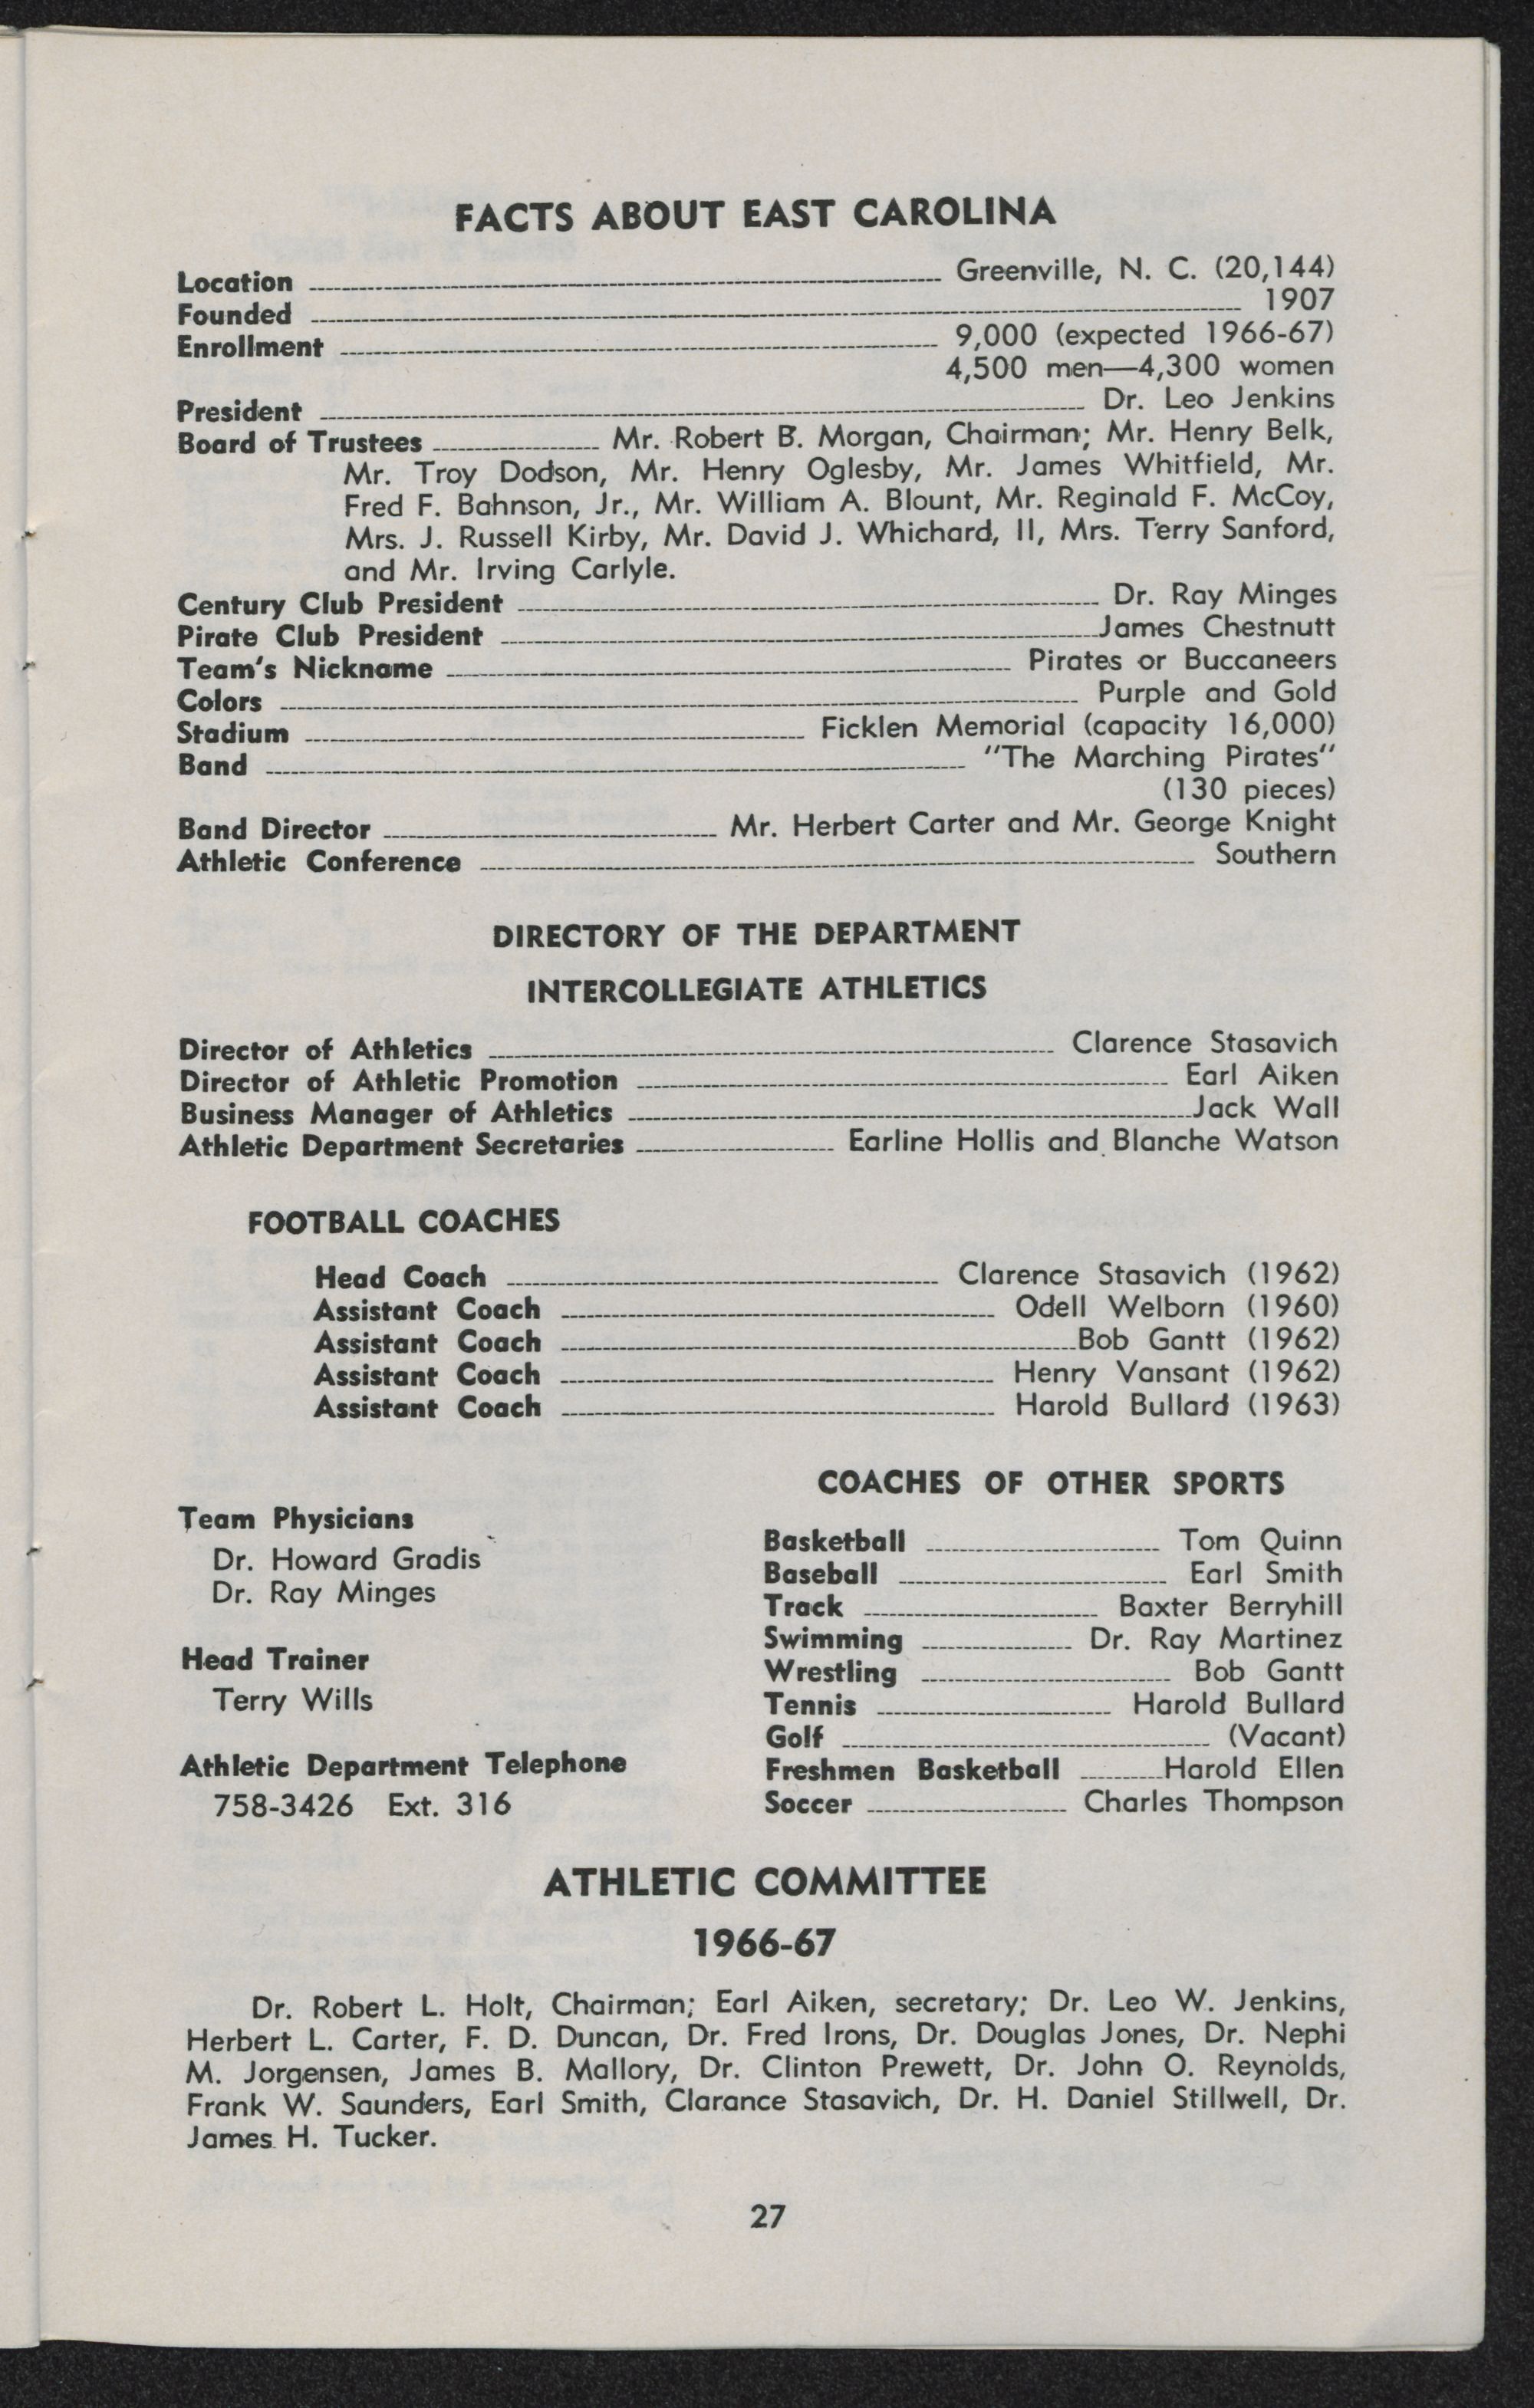 FACTS ABOUT EAST CAROLINA
Location Greenville, N. C. (20,144)
Founded 1907
Enrollment 9,000 (expected 1966-67)
4,500 men—4,300 women
President Dr. Leo Jenkins
Board of Trustees Mr. Robert B. Morgan, Chairman; Mr. Henry Belk,
Mr. Troy Dodson, Mr. Henry Oglesby, Mr. James Whitfield, Mr.
Fred F. Bahnson, Jr., Mr. William A. Blount, Mr. Reginald F. McCoy,
Mrs. J. Russell Kirby, Mr. David J. Whichard, II, Mrs. Terry Sanford,
and Mr. Irving Carlyle.
Century Club President Dr. Ray Minges
Pirate Club President James Chestnutt
Team's Nickname Pirates or Buccaneers
Colors Purple and Gold
Stadium Ficklen Memorial (capacity 16,000)
Band "The Marching Pirates"
(130 pieces)
Band Director Mr. Herbert Carter and Mr. George Knight
Athletic Conference Southern
DIRECTORY OF THE DEPARTMENT
INTERCOLLEGIATE ATHLETICS
Director of Athletics Clarence Stasavich
Director of Athletic Promotion Earl Aiken
Business Manager of Athletics Jack Wall
Athletic Department Secretaries Earline Hollis and Blanche Watson
FOOTBALL COACHES
Head Coach Clarence Stasavich (1962)
Assistant Coach Odell Welborn (1960)
Assistant Coach Bob Gantt (1962)
Assistant Coach Henry Vansant (1962)
Assistant Coach Harold Bullard (1963)
Team Physicians
Dr. Howard Gradis
Dr. Ray Minges
Head Trainer
Terry Wills
Athletic Department Telephone
758-3426 Ext. 316
COACHES OF OTHER SPORTS
Basketball Tom Quinn
Baseball Earl Smith
Track Baxter Berryhill
Swimming Dr. Ray Martinez
Wrestling Bob Gantt
Tennis Harold Bullard
Golf (Vacant)
Freshmen Basketball Harold Ellen
Soccer Charles Thompson
ATHLETIC COMMITTEE
1966-67
Dr. Robert L. Holt, Chairman; Earl Aiken, secretary; Dr. Leo W. Jenkins,
Herbert L. Carter, F. D. Duncan, Dr. Fred Irons, Dr. Douglas Jones, Dr. Nephi
M. Jorgensen, James B. Mallory, Dr. Clinton Prewett, Dr. John O. Reynolds,
Frank W. Saunders, Earl Smith, Clarance Stasavich, Dr. H. Daniel Stillwell, Dr.
James H. Tucker.
27